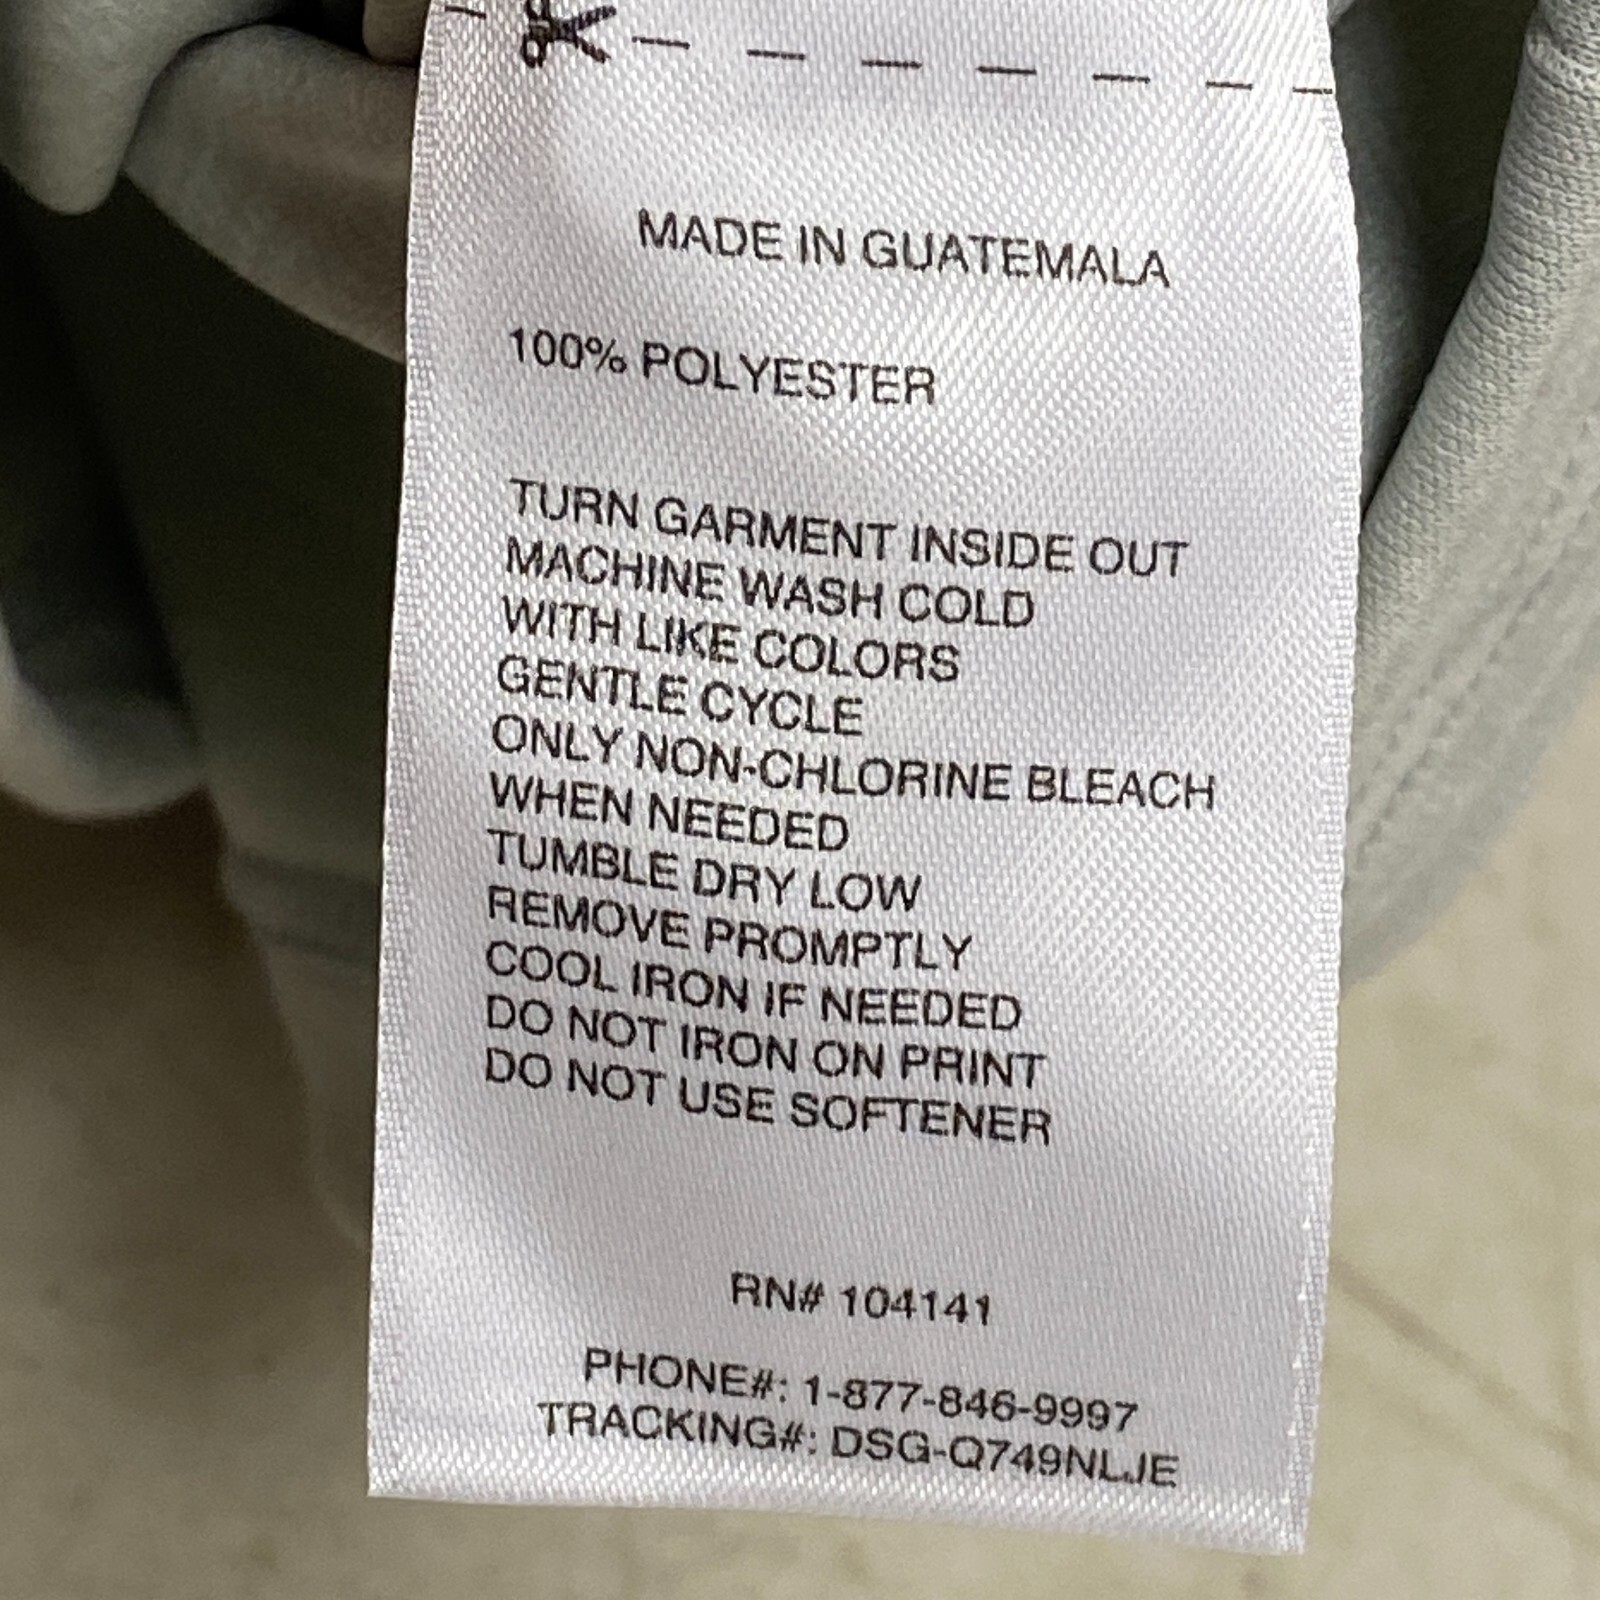 MADE IN GUATEMALA
100% POLYESTER
TURN GARMENT INSIDE OUT
MACHINE WASH COLD
WITH LIKE COLORS
GENTLE CYCLE
ONLY NON-CHLORINE BLEACH
WHEN NEEDED
TUMBLE DRY LOW
REMOVE PROMPTLY
COOL IRON IF NEEDED
DO NOT IRON ON PRINT
DO NOT USE SOFTENER
RN# 104141
PHONE#: 1-877-846-9997
TRACKING#: DSG-Q749NLJE